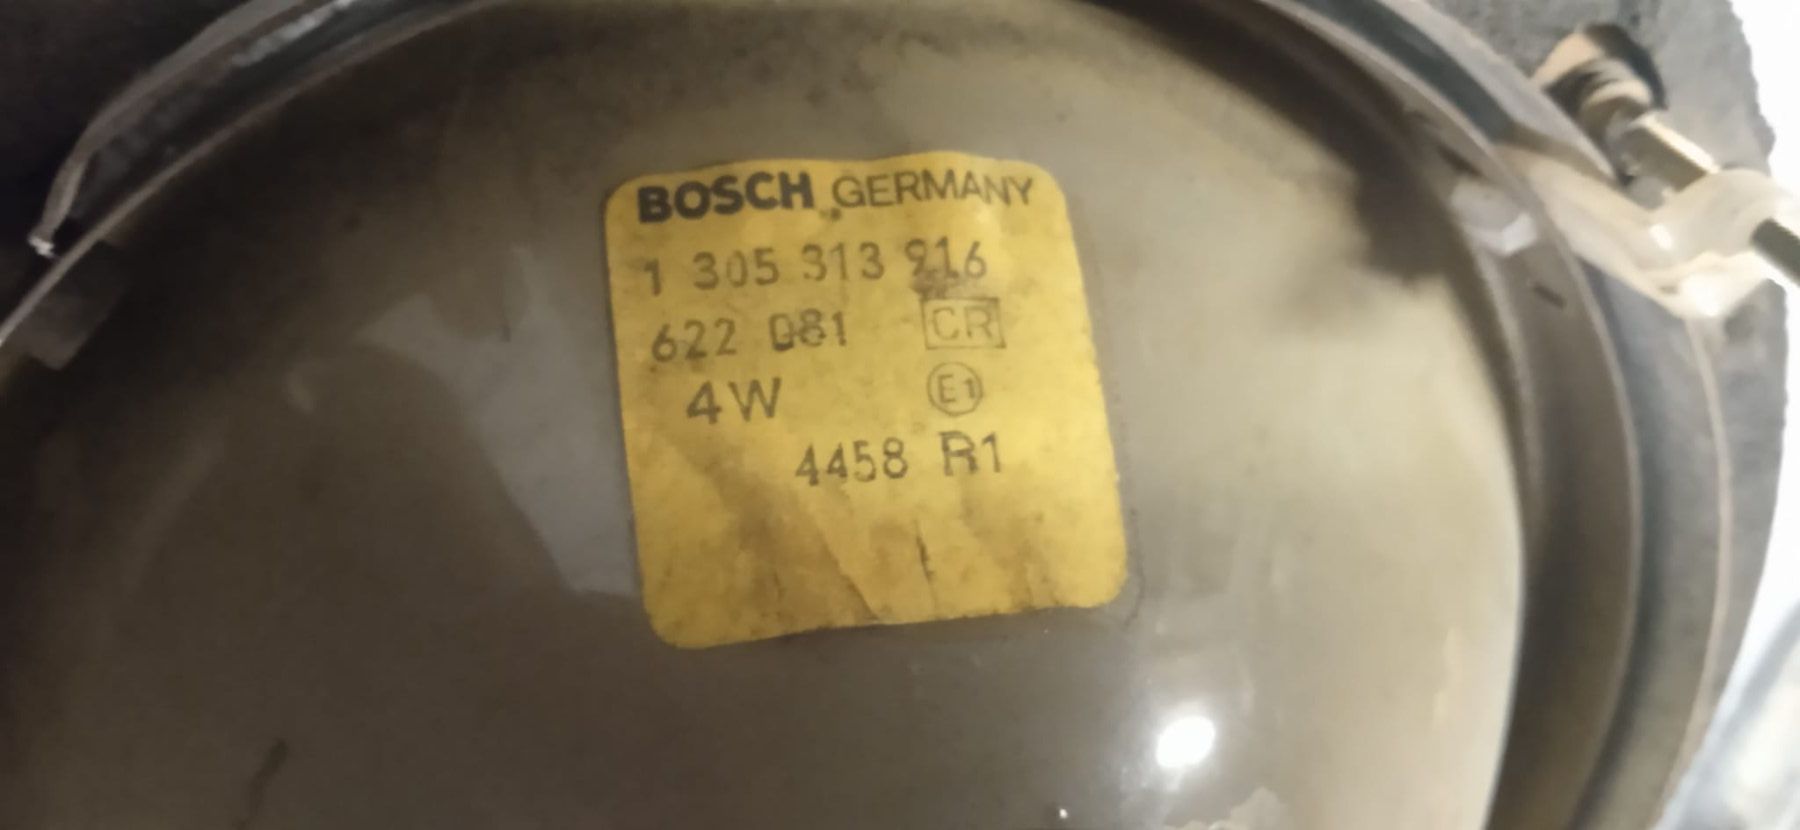 BOSCH GERMANY
1 305 313 916
622 081 CR
4W E1
4458 R1